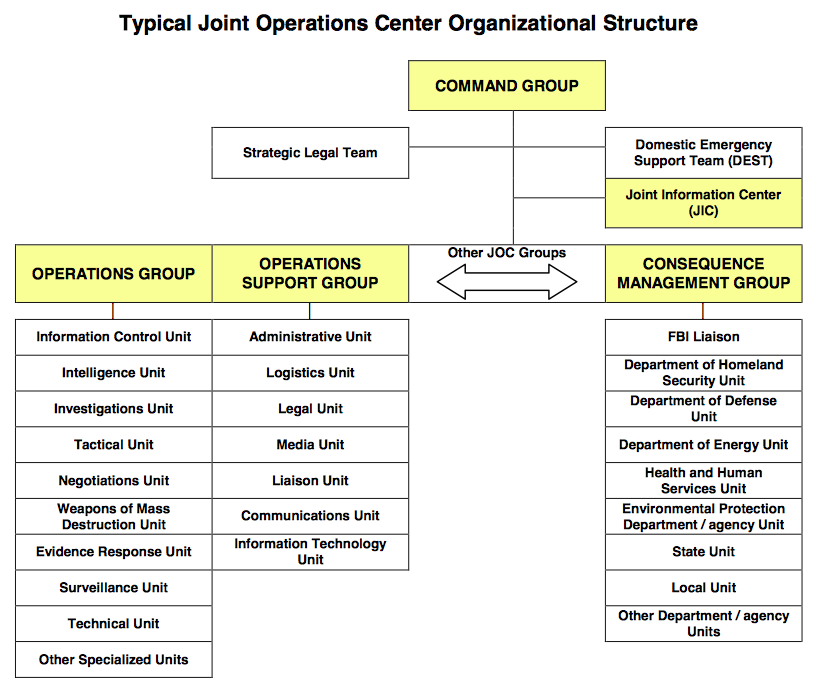 Typical Joint Operations Center Organizational Structure
COMMAND GROUP
Strategic Legal Team
Domestic Emergency
Support Team (DEST)
Joint Information Center
(JIC)
OPERATIONS GROUP
OPERATIONS
SUPPORT GROUP
Other JOC Groups
CONSEQUENCE
MANAGEMENT GROUP
Information Control Unit
Intelligence Unit
Investigations Unit
Tactical Unit
Negotiations Unit
Weapons of Mass
Destruction Unit
Evidence Response Unit
Surveillance Unit
Technical Unit
Other Specialized Units
Administrative Unit
Logistics Unit
Legal Unit
Media Unit
Liaison Unit
Communications Unit
Information Technology
Unit
FBI Liaison
Department of Homeland
Security Unit
Department of Defense
Unit
Department of Energy Unit
Health and Human
Services Unit
Environmental Protection
Department / agency Unit
State Unit
Local Unit
Other Department / agency
Units